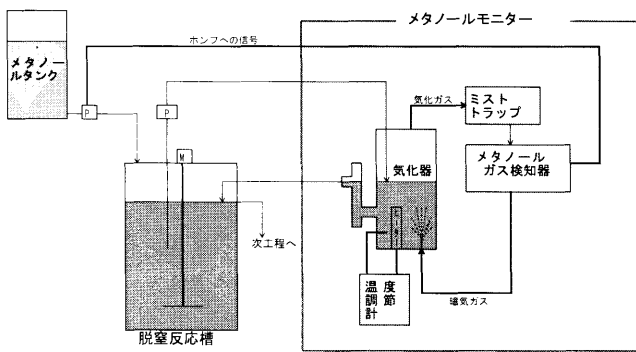 メタノールモニター
ポンプへの信号
メタノー
ルタンク
P
P
M
気化ガス
ミスト
トラップ
メタノール
ガス検知器
気化器
次工程へ
温度
調節
計
曝気ガス
脱窒反応槽